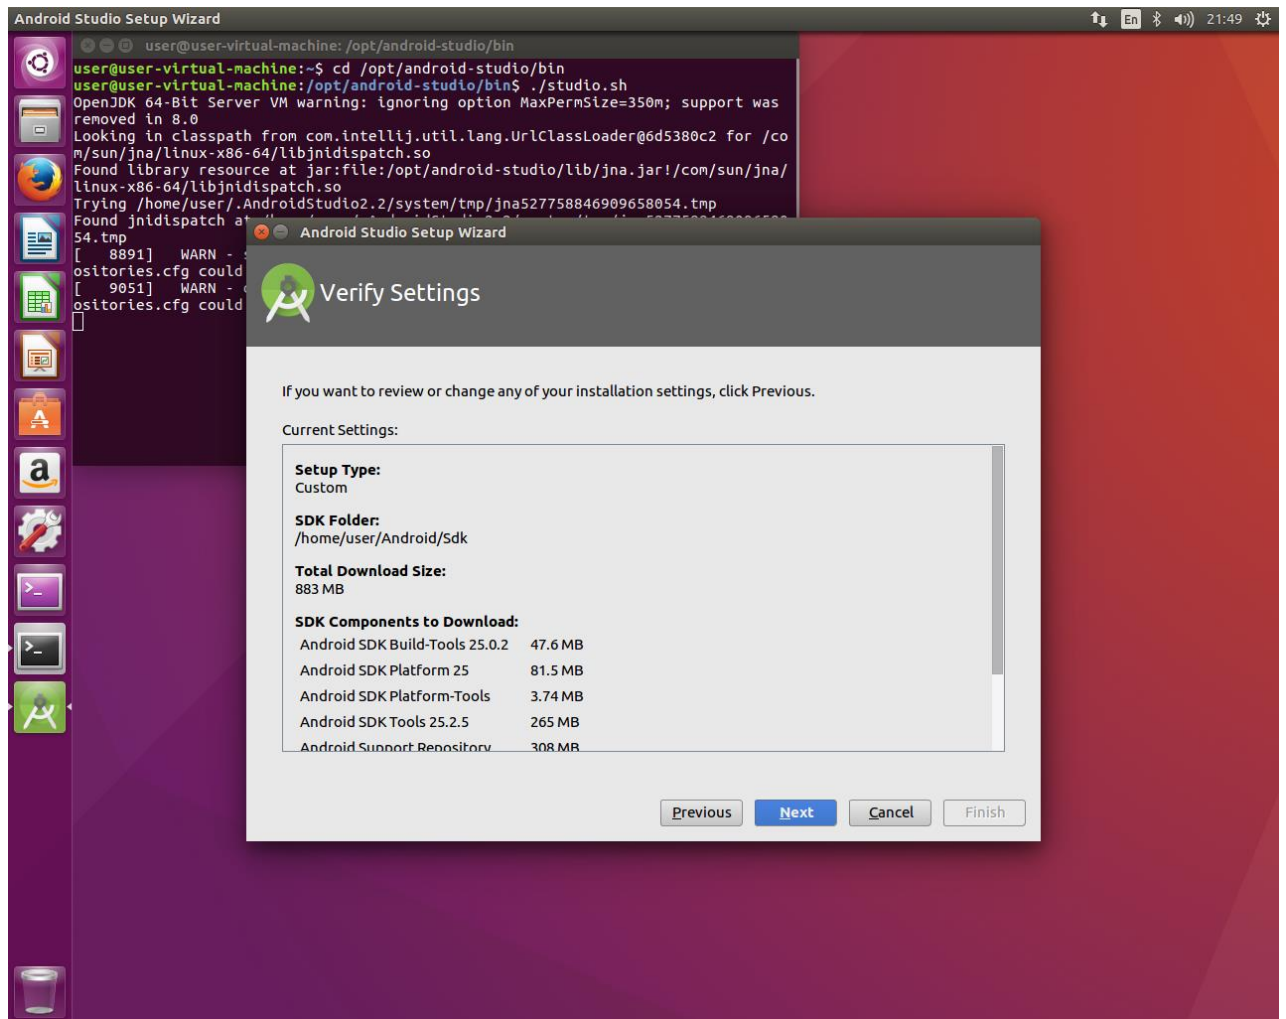 Android Studio Setup Wizard
En
21:49
user@user-virtual-machine: /opt/android-studio/bin
user@user-virtual-machine:~$ cd /opt/android-studio/bin
user@user-virtual-machine:/opt/android-studio/bin$ ./studio.sh
OpenJDK 64-Bit Server VM warning: ignoring option MaxPermSize=350m; support was
removed in 8.0
Looking in classpath from com.intellij.util.lang.UrlClassLoader@6d5380c2 for /co
m/sun/jna/linux-x86-64/libjnidispatch.so
Found library resource at jar:file:/opt/android-studio/lib/jna.jar!/com/sun/jna/
linux-x86-64/libjnidispatch.so
Trying /home/user/.AndroidStudio2.2/system/tmp/jna527758846909658054.tmp
Found jnidispatch at
54.tmp
[ 8891] WARN -
ositories.cfg could
[ 9051] WARN -
ositories.cfg could
Android Studio Setup Wizard
Verify Settings
If you want to review or change any of your installation settings, click Previous.
Current Settings:
Setup Type:
Custom
SDK Folder:
/home/user/Android/Sdk
Total Download Size:
883 MB
SDK Components to Download:
Android SDK Build-Tools 25.0.2 47.6 MB
Android SDK Platform 25 81.5 MB
Android SDK Platform-Tools 3.74 MB
Android SDK Tools 25.2.5 265 MB
Android Support Repository 308 MB
Previous
Next
Cancel
Finish